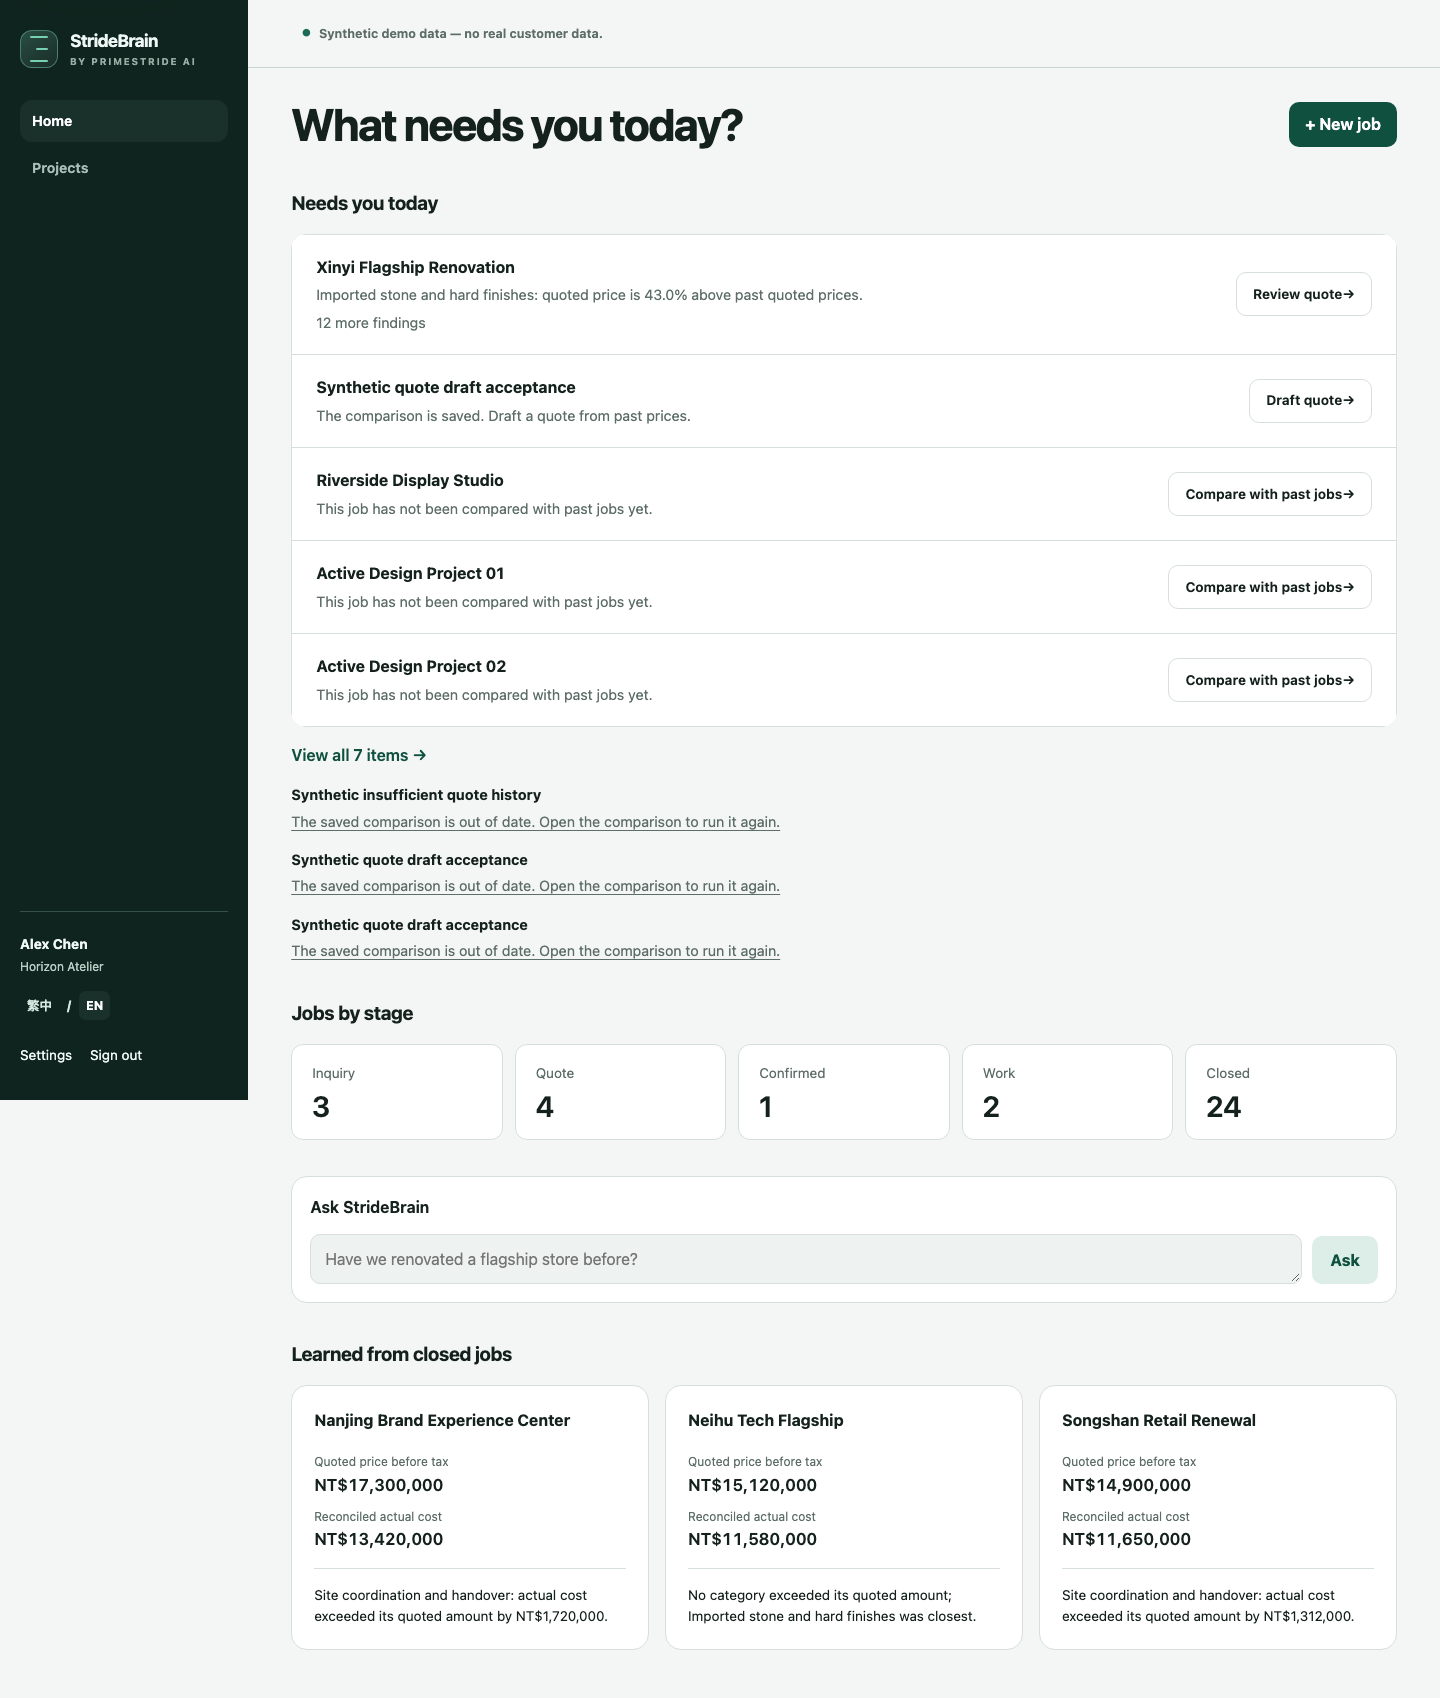 StrideBrain
BY PRIMESTRIDE AI
Home
Projects
Alex Chen
Horizon Atelier
繁中 / EN
Settings Sign out
Synthetic demo data — no real customer data.
What needs you today?
+ New job
Needs you today
Xinyi Flagship Renovation
Imported stone and hard finishes: quoted price is 43.0% above past quoted prices.
12 more findings
Review quote→
Synthetic quote draft acceptance
The comparison is saved. Draft a quote from past prices.
Draft quote→
Riverside Display Studio
This job has not been compared with past jobs yet.
Compare with past jobs→
Active Design Project 01
This job has not been compared with past jobs yet.
Compare with past jobs→
Active Design Project 02
This job has not been compared with past jobs yet.
Compare with past jobs→
View all 7 items →
Synthetic insufficient quote history
The saved comparison is out of date. Open the comparison to run it again.
Synthetic quote draft acceptance
The saved comparison is out of date. Open the comparison to run it again.
Synthetic quote draft acceptance
The saved comparison is out of date. Open the comparison to run it again.
Jobs by stage
Inquiry
3
Quote
4
Confirmed
1
Work
2
Closed
24
Ask StrideBrain
Have we renovated a flagship store before?
Ask
Learned from closed jobs
Nanjing Brand Experience Center
Quoted price before tax
NT$17,300,000
Reconciled actual cost
NT$13,420,000
Site coordination and handover: actual cost
exceeded its quoted amount by NT$1,720,000.
Neihu Tech Flagship
Quoted price before tax
NT$15,120,000
Reconciled actual cost
NT$11,580,000
No category exceeded its quoted amount;
Imported stone and hard finishes was closest.
Songshan Retail Renewal
Quoted price before tax
NT$14,900,000
Reconciled actual cost
NT$11,650,000
Site coordination and handover: actual cost
exceeded its quoted amount by NT$1,312,000.